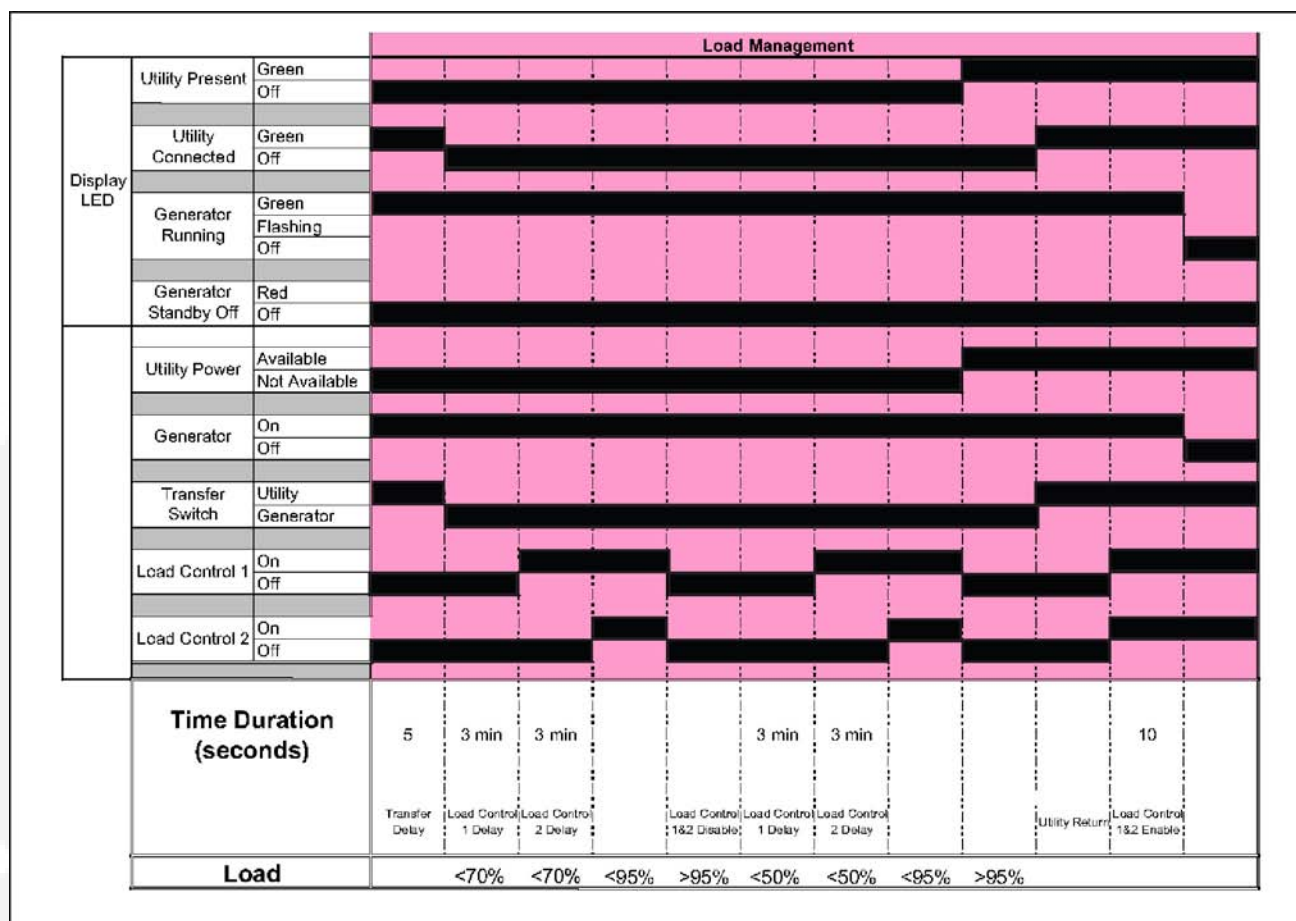 Load Management
Display
LED
Utility Present
Green
Off
Utility
Connected
Green
Off
Generator
Running
Green
Flashing
Off
Generator
Standby Off
Red
Off
Utility Power
Available
Not Available
Generator
On
Off
Transfer
Switch
Utility
Generator
Load Control 1
On
Off
Load Control 2
On
Off
Time Duration
(seconds)
5 3 min 3 min 3 min 3 min 10
Transfer
Delay
Load Control
1 Delay
Load Control
2 Delay
Load Control
1&2 Disable
Load Control
1 Delay
Load Control
2 Delay
Utility Return
Load Control
1&2 Enable
Load <70% <70% <95% >95% <50% <50% <95% >95%